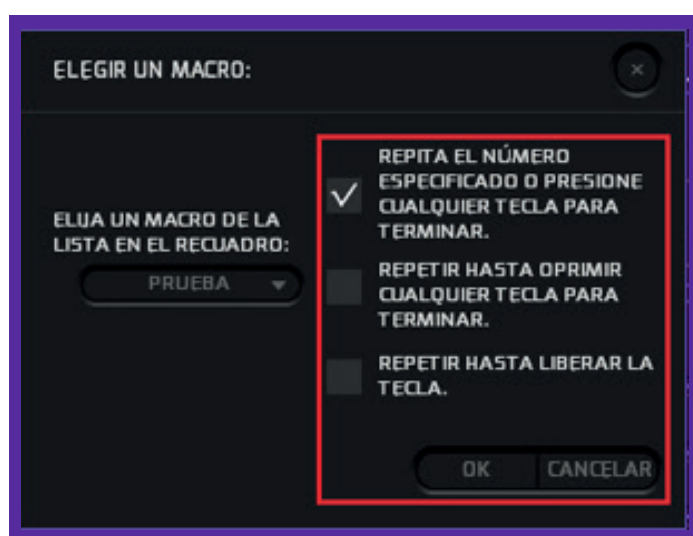 ELEGIR UN MACRO:
×
ELIJA UN MACRO DE LA
LISTA EN EL RECUADRO:
PRUEBA
REPITA EL NÚMERO
ESPECIFICADO O PRESIONE
CUALQUIER TECLA PARA
TERMINAR.
REPETIR HASTA OPRIMIR
CUALQUIER TECLA PARA
TERMINAR.
REPETIR HASTA LIBERAR LA
TECLA.
OK
CANCELAR